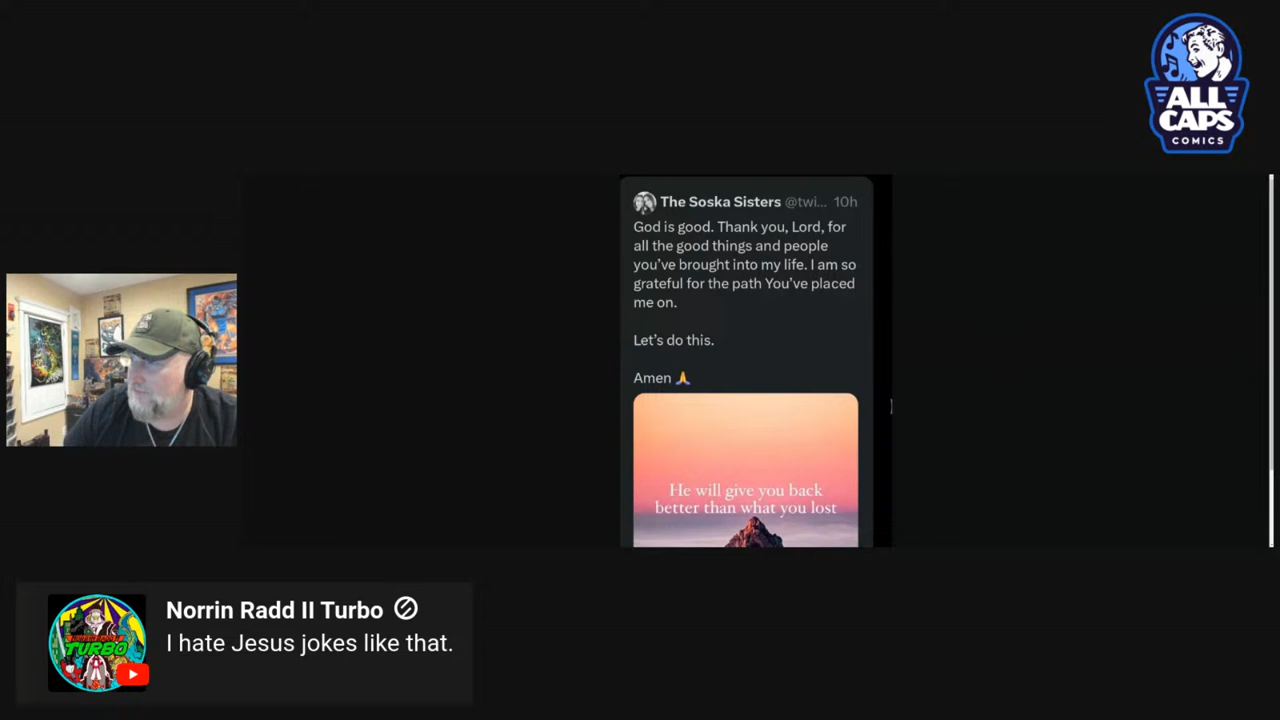 ALL
CAPS
COMICS
The Soska Sisters @twi... 10h
God is good. Thank you, Lord, for
all the good things and people
you've brought into my life. I am so
grateful for the path You've placed
me on.
Let's do this.
Amen 🙏
He will give you back
better than what you lost
Norrin Radd II Turbo
I hate Jesus jokes like that.
TURBO